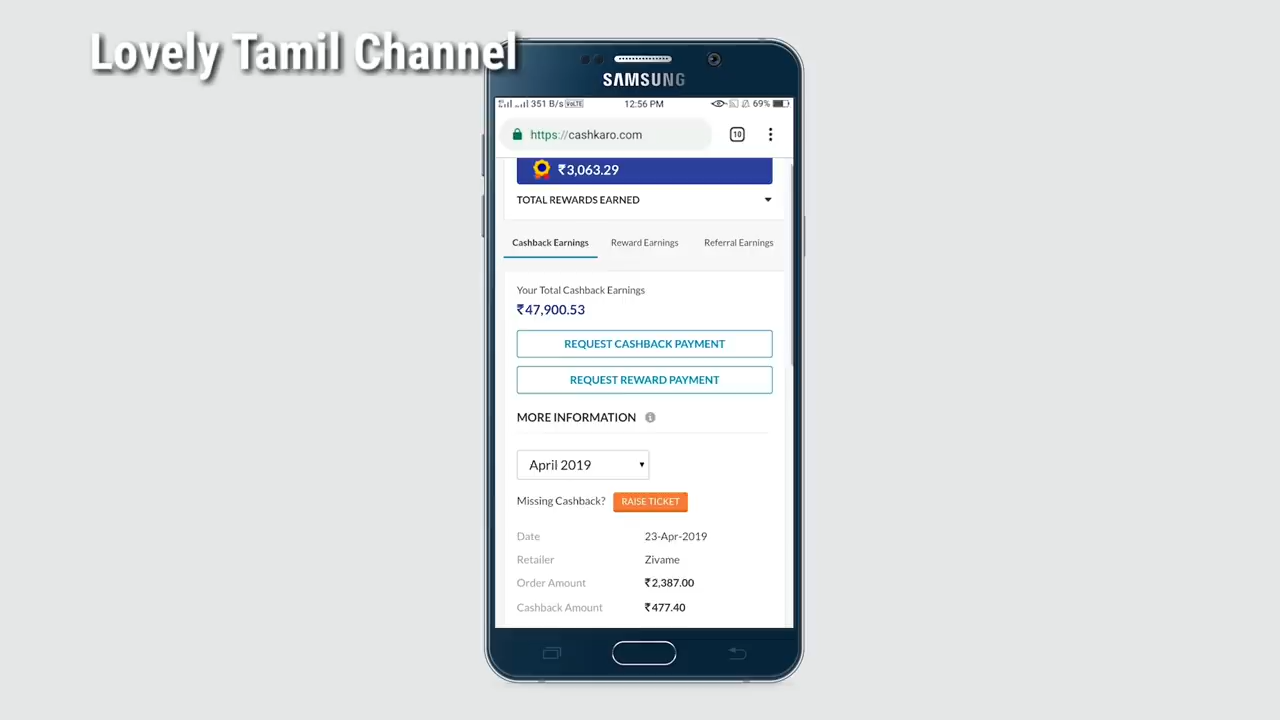 Lovely Tamil Channel
SAMSUNG
351 B/s VoLTE 12:56 PM 69%
https://cashkaro.com 10
₹3,063.29
TOTAL REWARDS EARNED
Cashback Earnings Reward Earnings Referral Earnings
Your Total Cashback Earnings
₹47,900.53
REQUEST CASHBACK PAYMENT
REQUEST REWARD PAYMENT
MORE INFORMATION
April 2019
Missing Cashback? RAISE TICKET
Date 23-Apr-2019
Retailer Zivame
Order Amount ₹2,387.00
Cashback Amount ₹477.40